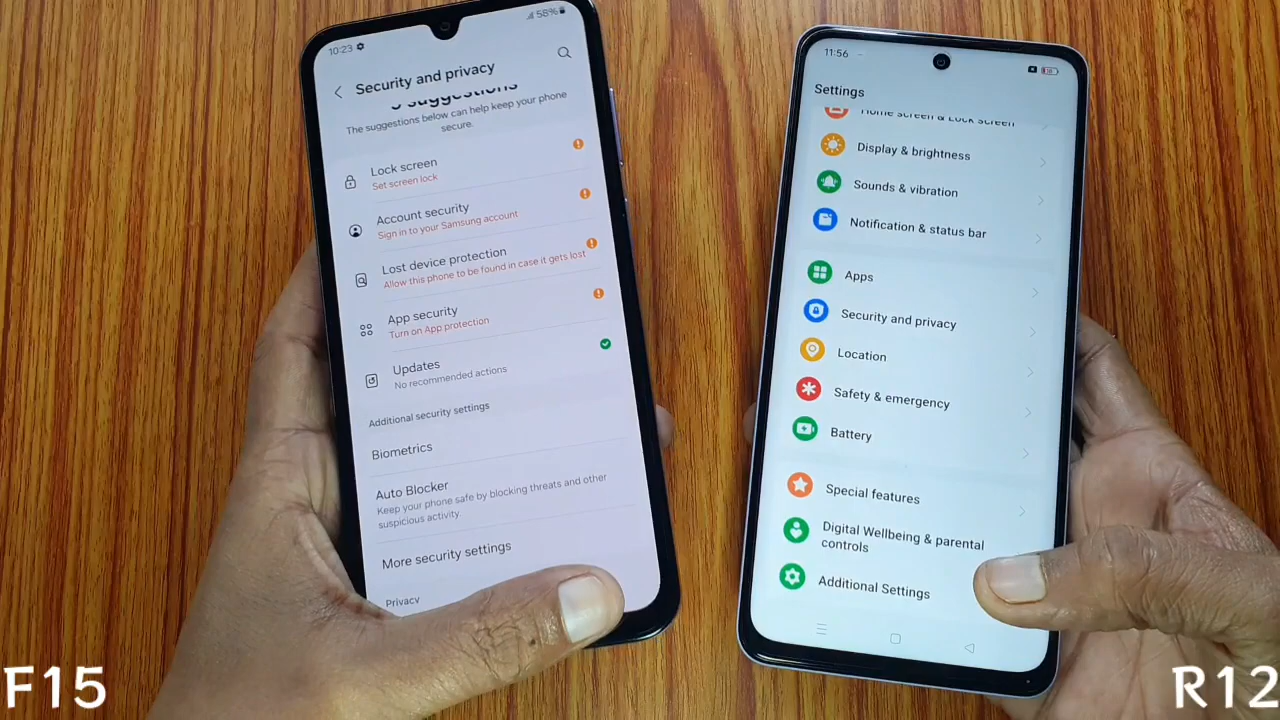 10:23
58%
Security and privacy
suggestions
The suggestions below can help keep your phone
secure.
Lock screen
Set screen lock
Account security
Sign in to your Samsung account
Lost device protection
Allow this phone to be found in case it gets lost
App security
Turn on App protection
Updates
No recommended actions
Additional security settings
Biometrics
Auto Blocker
Keep your phone safe by blocking threats and other
suspicious activity.
More security settings
Privacy
F15
11:56
Settings
Home screen & Lock screen
Display & brightness
Sounds & vibration
Notification & status bar
Apps
Security and privacy
Location
Safety & emergency
Battery
Special features
Digital Wellbeing & parental
controls
Additional Settings
R12